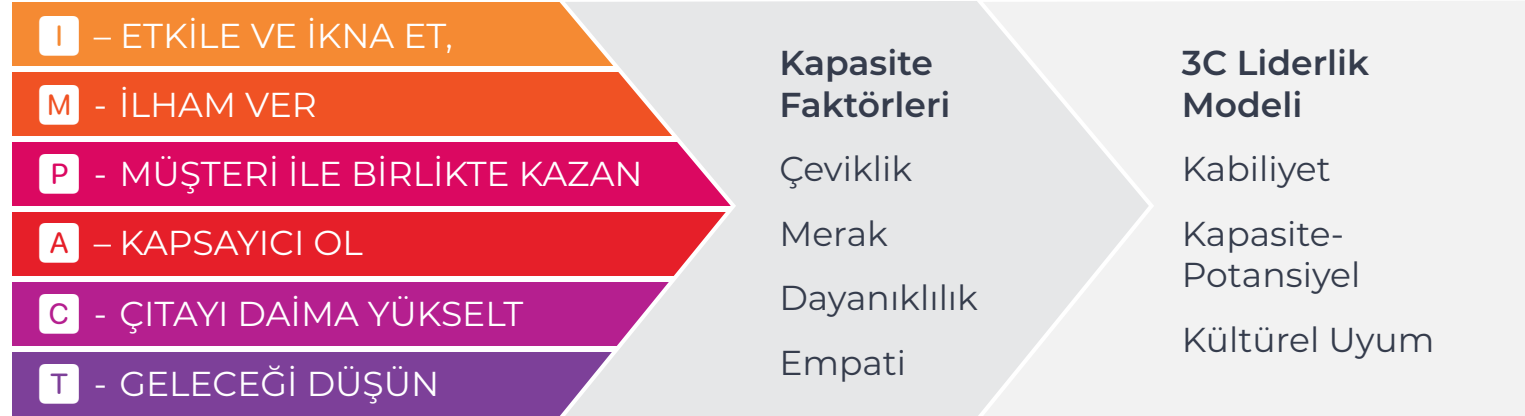 I – ETKİLE VE İKNA ET,
M - İLHAM VER
P - MÜŞTERİ İLE BİRLİKTE KAZAN
A – KAPSAYICI OL
C - ÇITAYI DAİMA YÜKSELT
T - GELECEĞİ DÜŞÜN
Kapasite
Faktörleri
Çeviklik
Merak
Dayanıklılık
Empati
3C Liderlik
Modeli
Kabiliyet
Kapasite-
Potansiyel
Kültürel Uyum